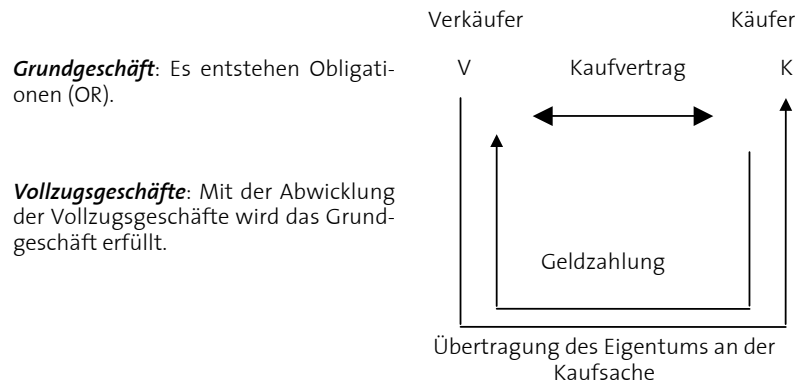 Verkäufer Käufer
V Kaufvertrag K
Grundgeschäft: Es entstehen Obligati-
onen (OR).
Vollzugsgeschäfte: Mit der Abwicklung
der Vollzugsgeschäfte wird das Grund-
geschäft erfüllt.
Geldzahlung
Übertragung des Eigentums an der
Kaufsache